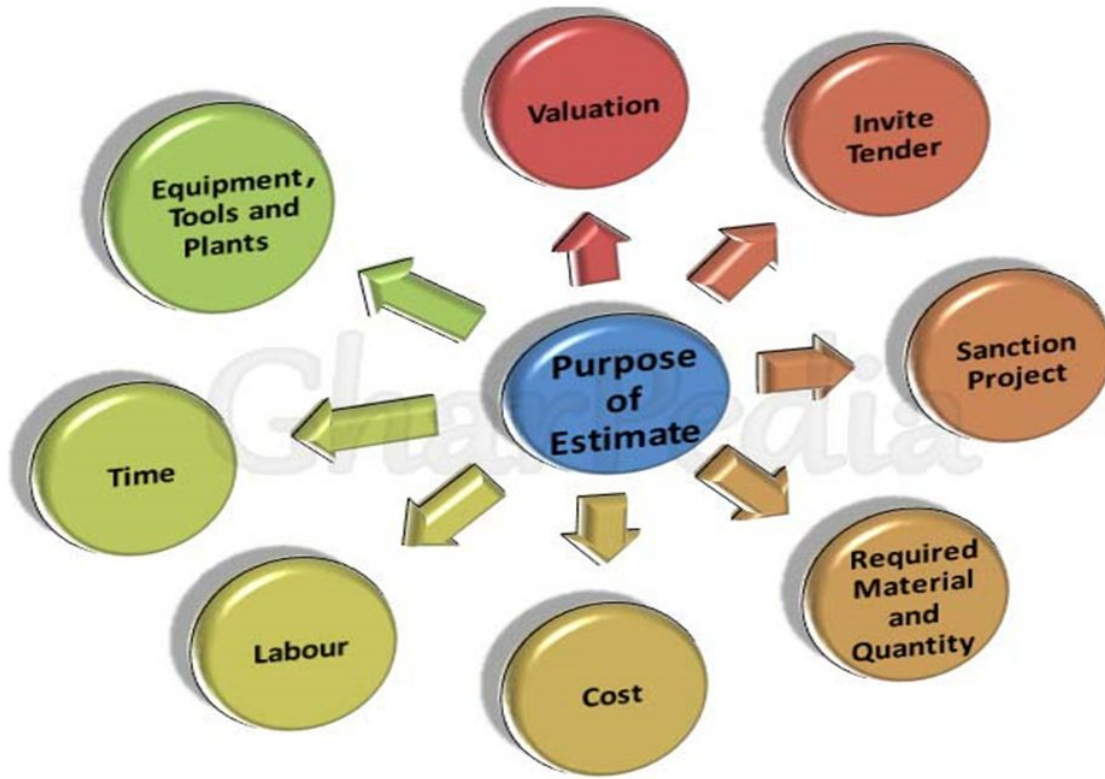 Valuation
Invite
Tender
Equipment,
Tools and
Plants
Purpose
of
Estimate
Sanction
Project
GharPedia
Time
Required
Material
and
Quantity
Labour
Cost